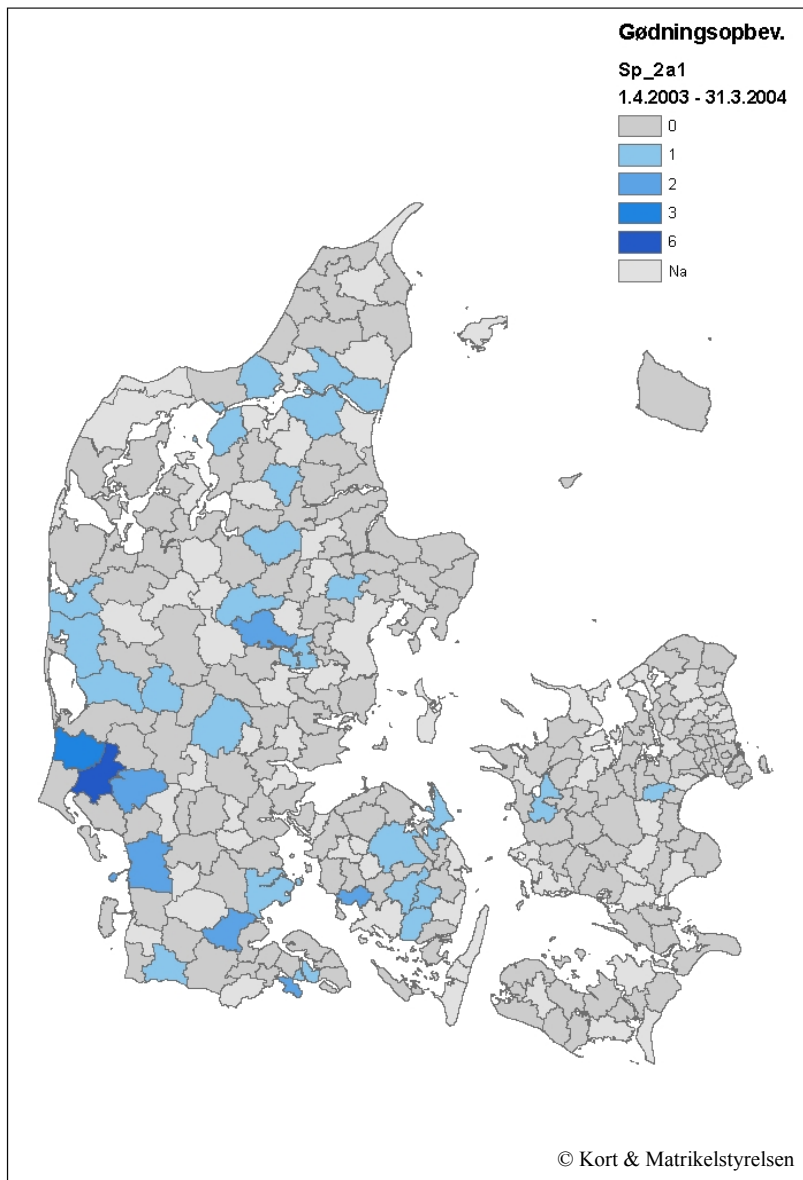 Gødningsopbev.
Sp_2a1
1.4.2003 - 31.3.2004
0
1
2
3
6
Na
© Kort & Matrikelstyrelsen